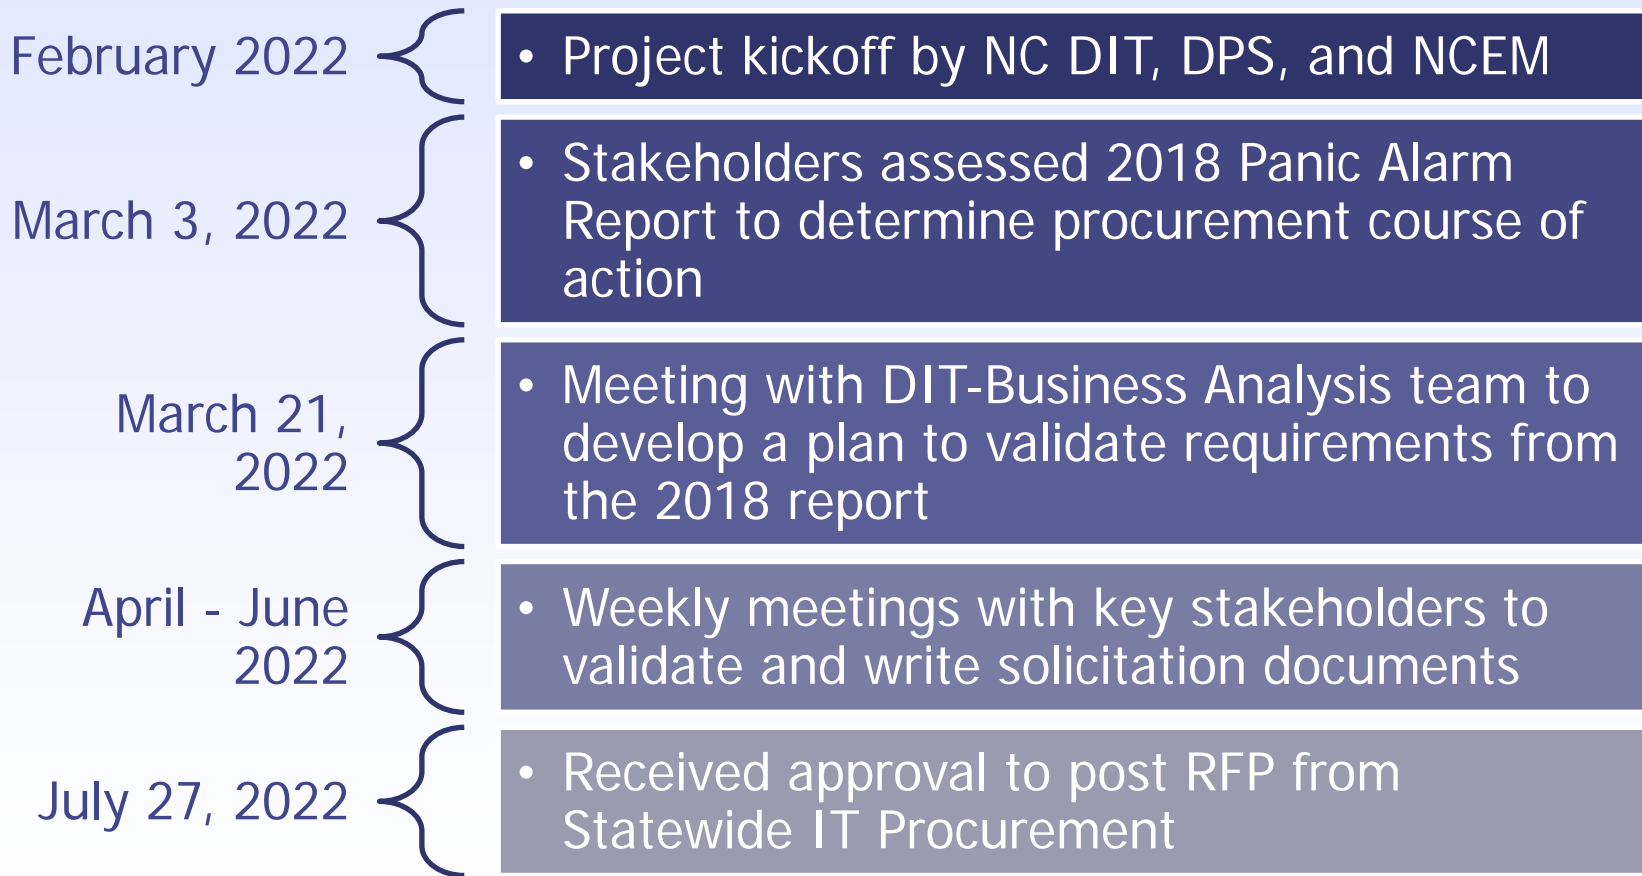 February 2022
• Project kickoff by NC DIT, DPS, and NCEM
March 3, 2022
• Stakeholders assessed 2018 Panic Alarm
Report to determine procurement course of
action
March 21,
2022
• Meeting with DIT-Business Analysis team to
develop a plan to validate requirements from
the 2018 report
April - June
2022
• Weekly meetings with key stakeholders to
validate and write solicitation documents
July 27, 2022
• Received approval to post RFP from
Statewide IT Procurement